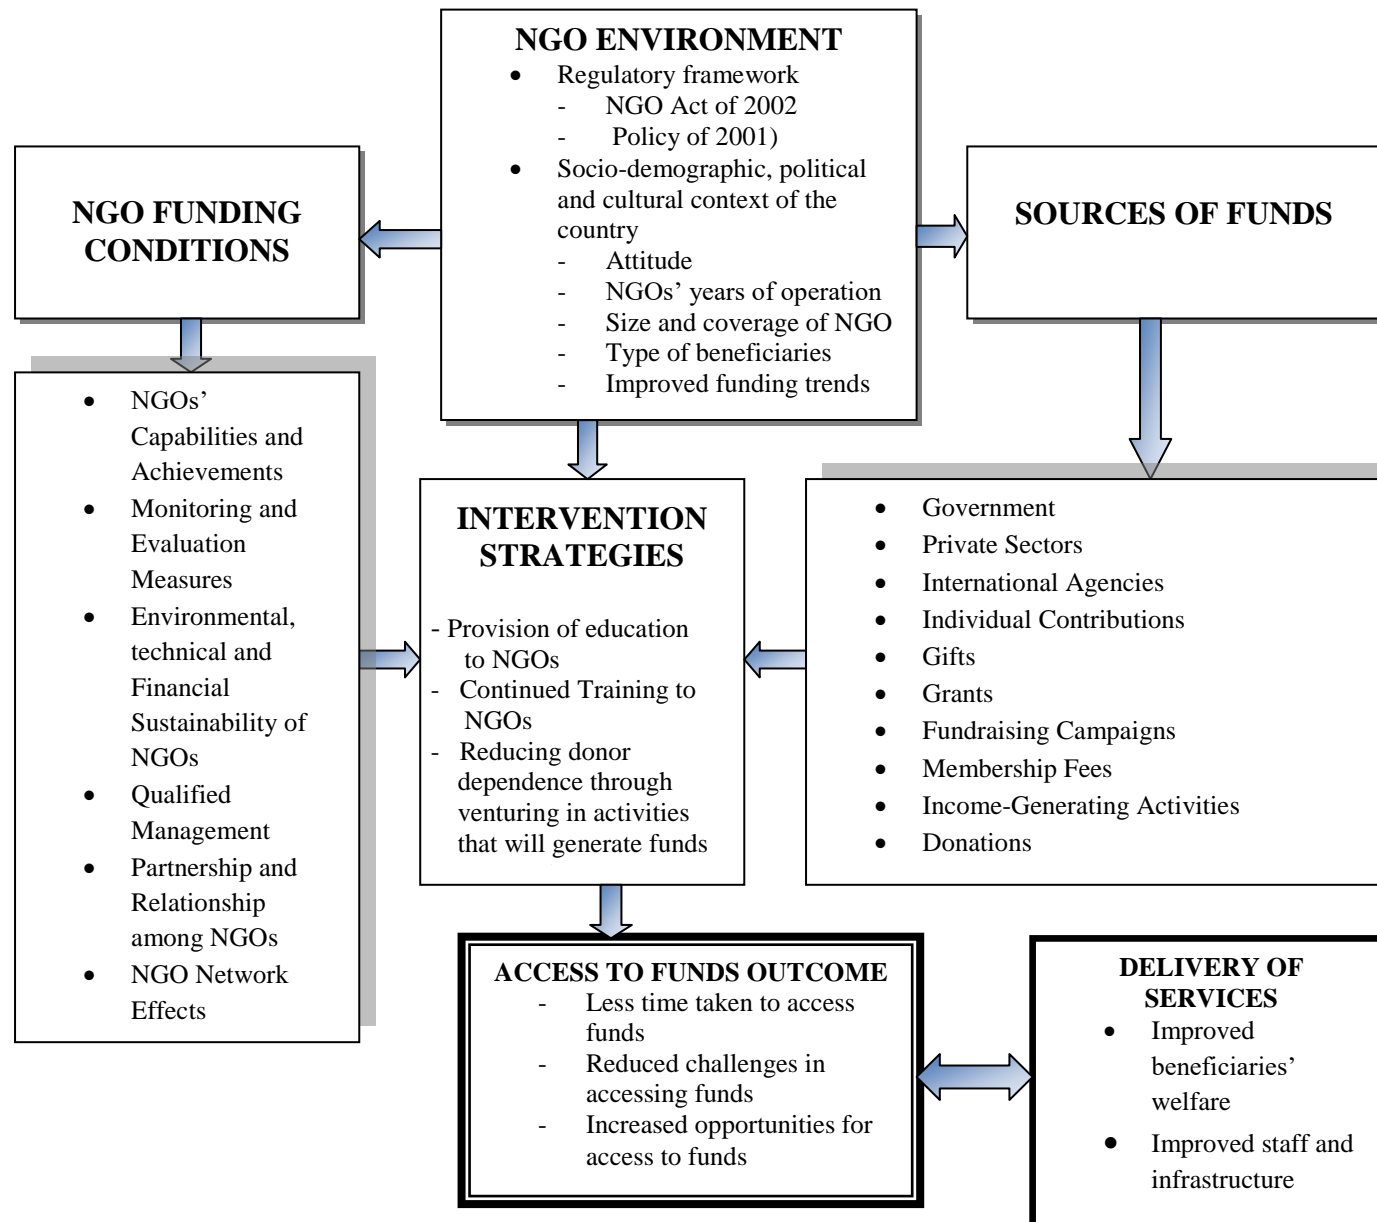 NGO ENVIRONMENT
• Regulatory framework
- NGO Act of 2002
- Policy of 2001)
• Socio-demographic, political
and cultural context of the
country
- Attitude
- NGOs’ years of operation
- Size and coverage of NGO
- Type of beneficiaries
- Improved funding trends
NGO FUNDING
CONDITIONS
SOURCES OF FUNDS
• NGOs’
Capabilities and
Achievements
• Monitoring and
Evaluation
Measures
• Environmental,
technical and
Financial
Sustainability of
NGOs
• Qualified
Management
• Partnership and
Relationship
among NGOs
• NGO Network
Effects
INTERVENTION
STRATEGIES
- Provision of education
to NGOs
- Continued Training to
NGOs
- Reducing donor
dependence through
venturing in activities
that will generate funds
• Government
• Private Sectors
• International Agencies
• Individual Contributions
• Gifts
• Grants
• Fundraising Campaigns
• Membership Fees
• Income-Generating Activities
• Donations
ACCESS TO FUNDS OUTCOME
- Less time taken to access
funds
- Reduced challenges in
accessing funds
- Increased opportunities for
access to funds
DELIVERY OF
SERVICES
• Improved
beneficiaries’
welfare
• Improved staff and
infrastructure